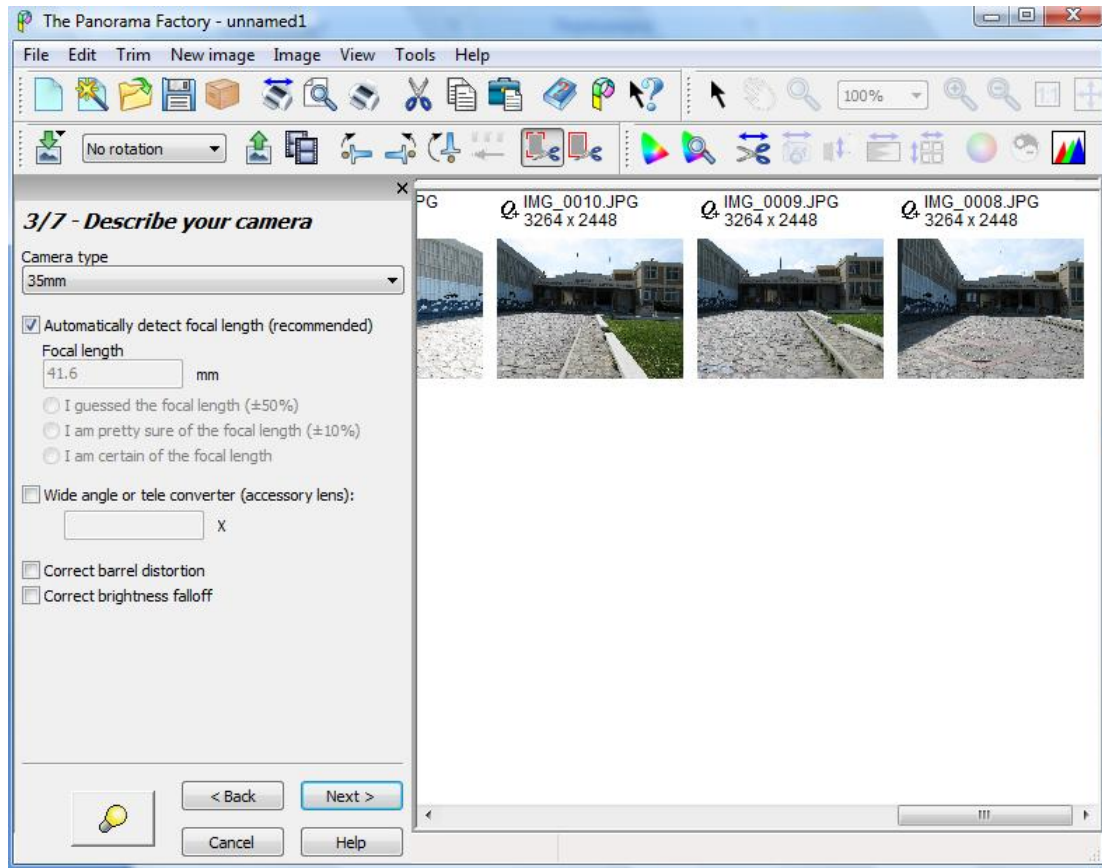 The Panorama Factory - unnamed1
File Edit Trim New image Image View Tools Help
100%
1:1
No rotation
3/7 - Describe your camera
Camera type
35mm
Automatically detect focal length (recommended)
Focal length
41.6 mm
I guessed the focal length (±50%)
I am pretty sure of the focal length (±10%)
I am certain of the focal length
Wide angle or tele converter (accessory lens):
X
Correct barrel distortion
Correct brightness falloff
< Back Next >
Cancel Help
PG
IMG_0010.JPG
3264 x 2448
IMG_0009.JPG
3264 x 2448
IMG_0008.JPG
3264 x 2448